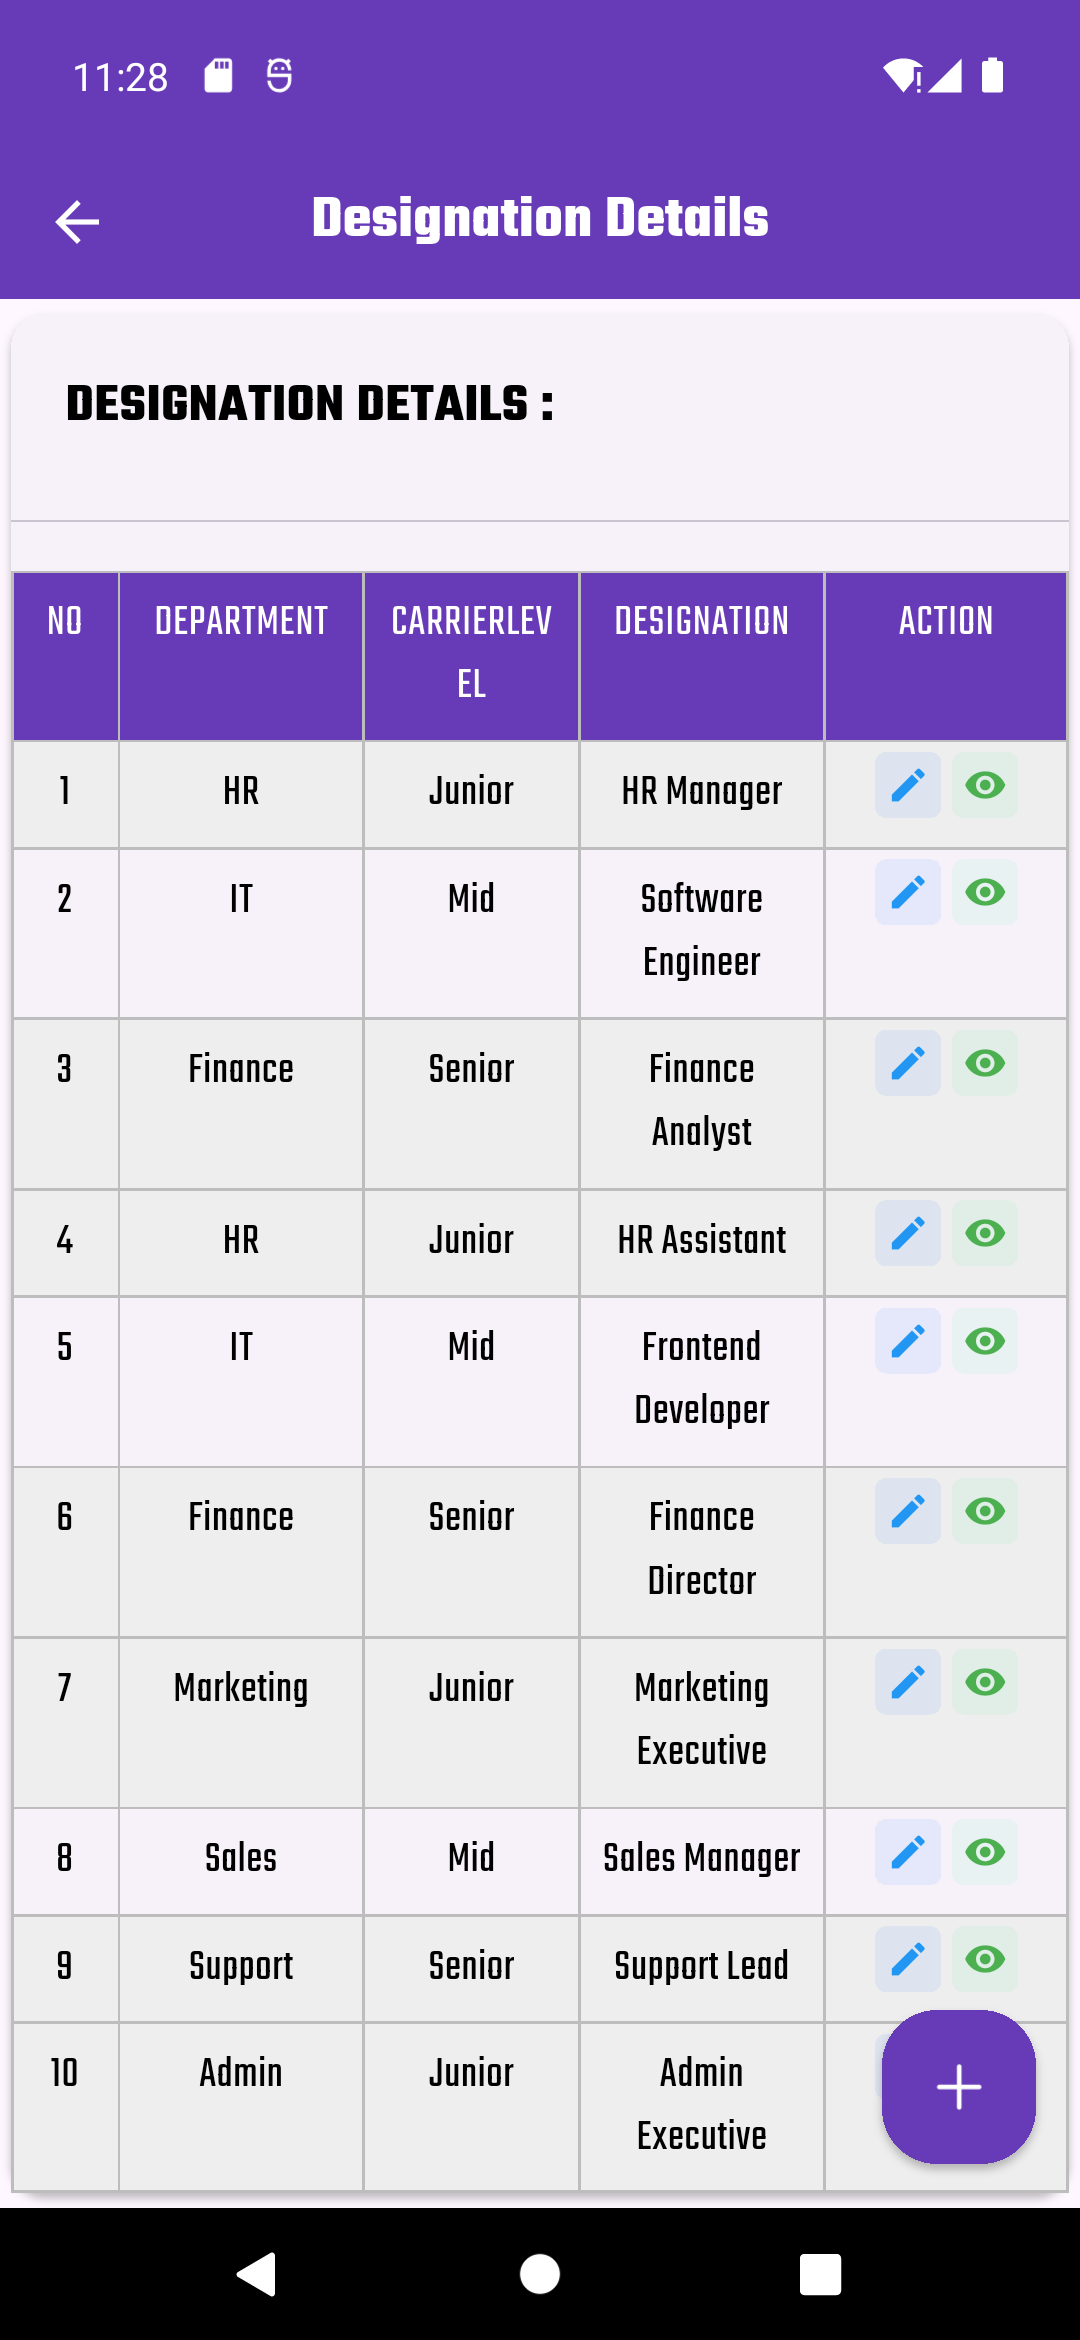 11:28
Designation Details
DESIGNATION DETAILS :
NO DEPARTMENT CARRIERLEV DESIGNATION ACTION
EL
1 HR Junior HR Manager
2 IT Mid Software
Engineer
3 Finance Senior Finance
Analyst
4 HR Junior HR Assistant
5 IT Mid Frontend
Developer
6 Finance Senior Finance
Director
7 Marketing Junior Marketing
Executive
8 Sales Mid Sales Manager
9 Support Senior Support Lead
10 Admin Junior Admin
Executive